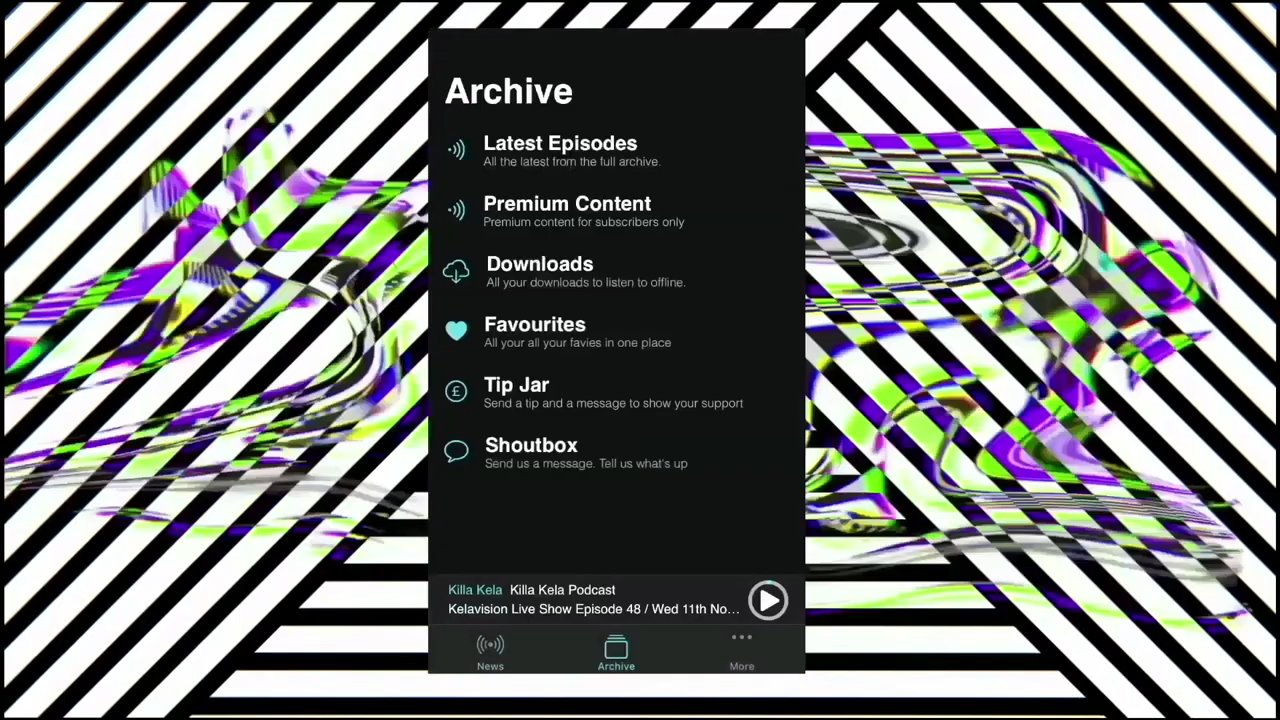 Archive
Latest Episodes
All the latest from the full archive.
Premium Content
Premium content for subscribers only
Downloads
All your downloads to listen to offline.
Favourites
All your all your favies in one place
£
Tip Jar
Send a tip and a message to show your support
Shoutbox
Send us a message. Tell us what's up
Killa Kela Killa Kela Podcast
Kelavision Live Show Episode 48 / Wed 11th No...
News Archive More